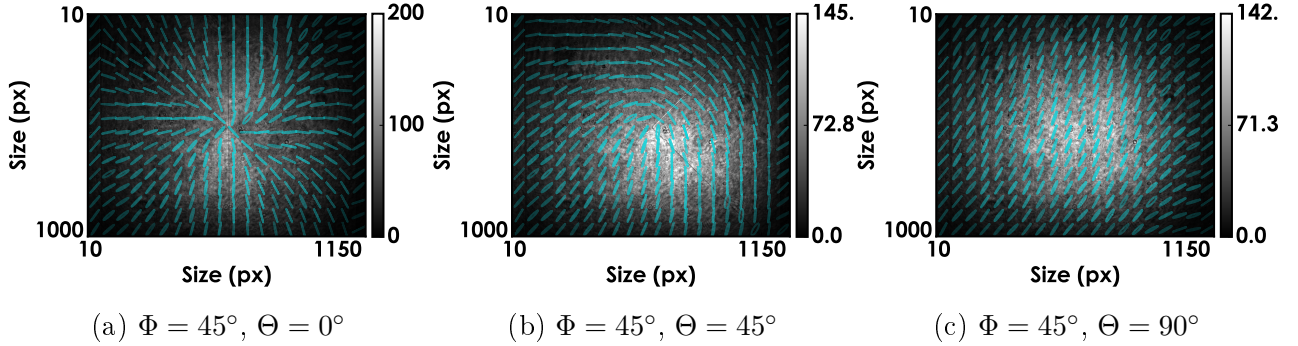 10 200 10 145. 10 142.
Size (px) 100 Size (px) 72.8 Size (px) 71.3
1000 0 1000 0.0 1000 0.0
10 1150 10 1150 10 1150
Size (px) Size (px) Size (px)
(a) Φ = 45°, Θ = 0° (b) Φ = 45°, Θ = 45° (c) Φ = 45°, Θ = 90°